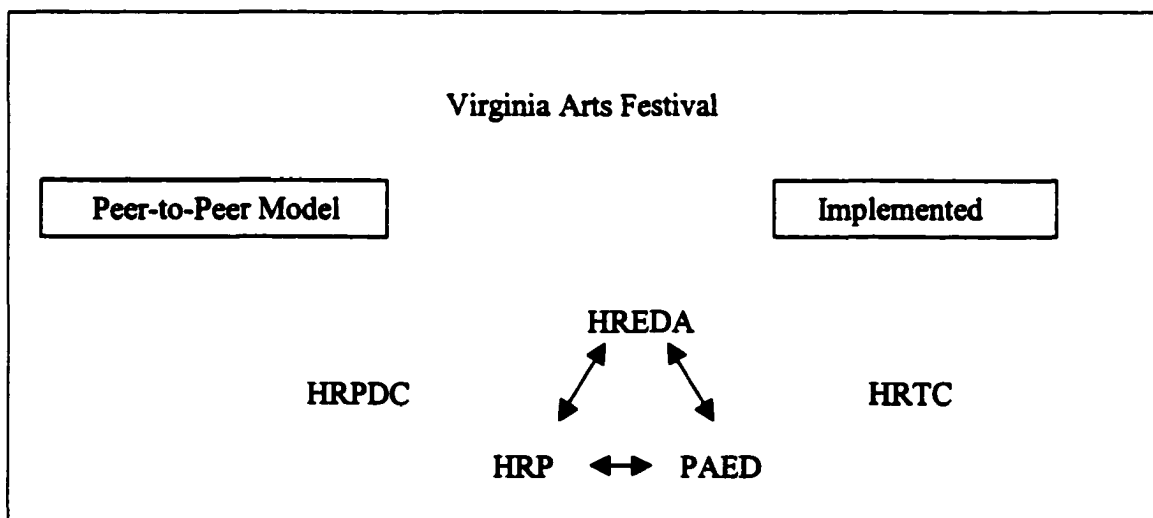 Virginia Arts Festival
Peer-to-Peer Model
Implemented
HREDA
HRPDC
HRTC
HRP
PAED